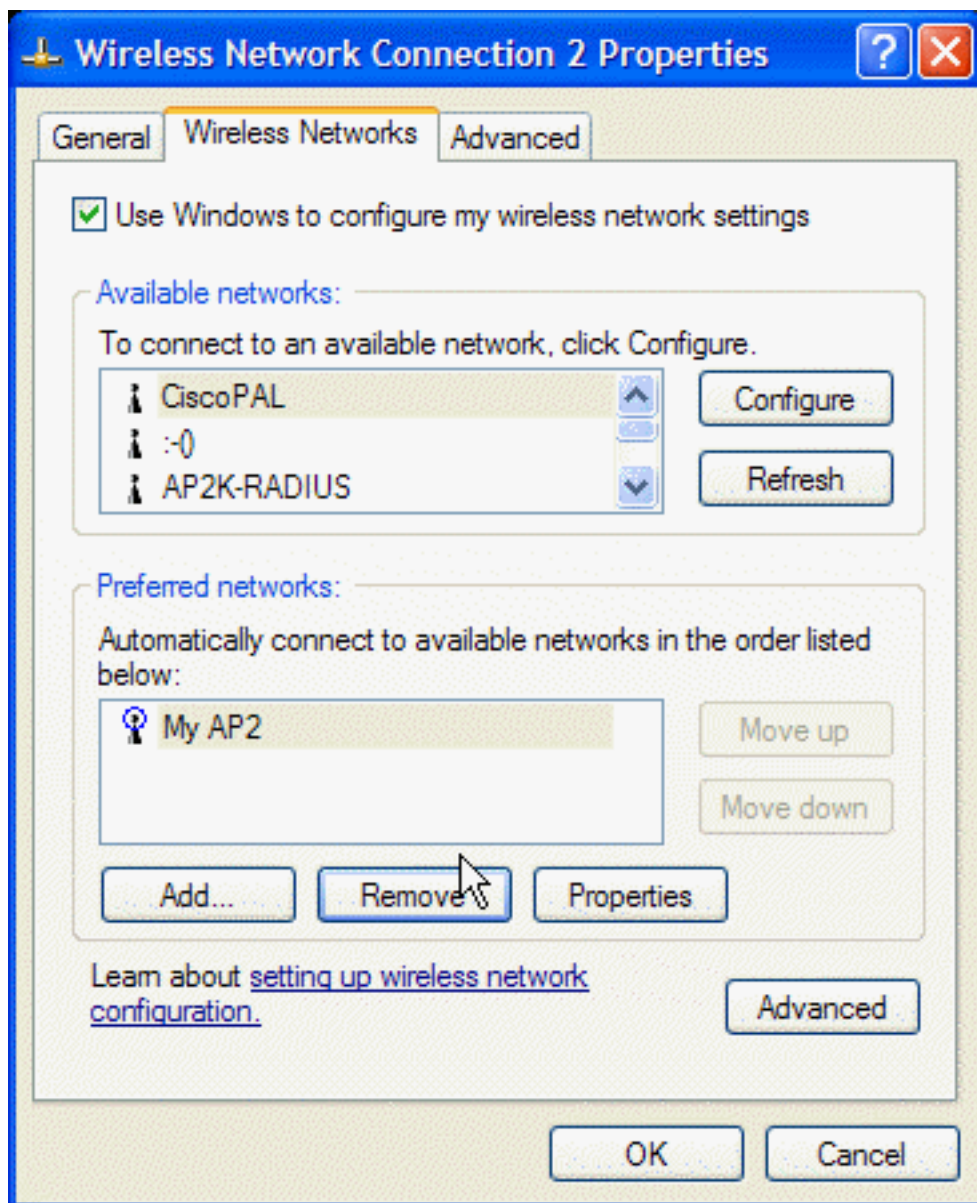 Wireless Network Connection 2 Properties
General
Wireless Networks
Advanced
Use Windows to configure my wireless network settings
Available networks:
To connect to an available network, click Configure.
CiscoPAL
:-()
AP2K-RADIUS
Configure
Refresh
Preferred networks:
Automatically connect to available networks in the order listed
below:
My AP2
Move up
Move down
Add...
Remove
Properties
Learn about setting up wireless network
configuration.
Advanced
OK
Cancel